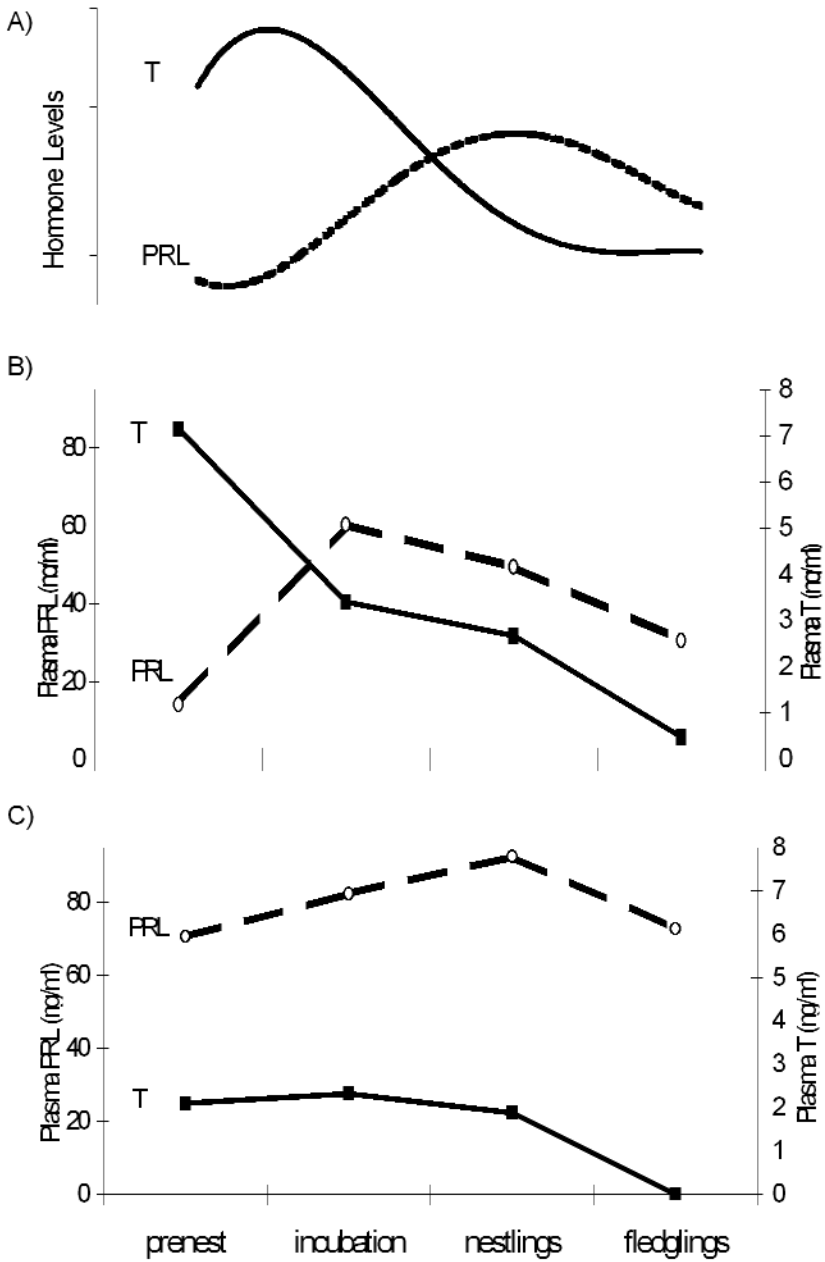 A)
T
PRL
Hormone Levels
B)
T
PRL
80
60
40
20
0
Plasma PRL (ng/ml)
8
7
6
5
4
3
2
1
0
Plasma T (ng/ml)
C)
PRL
T
80
60
40
20
0
Plasma PRL (ng/ml)
8
7
6
5
4
3
2
1
0
Plasma T (ng/ml)
prenest incubation nestlings fledglings